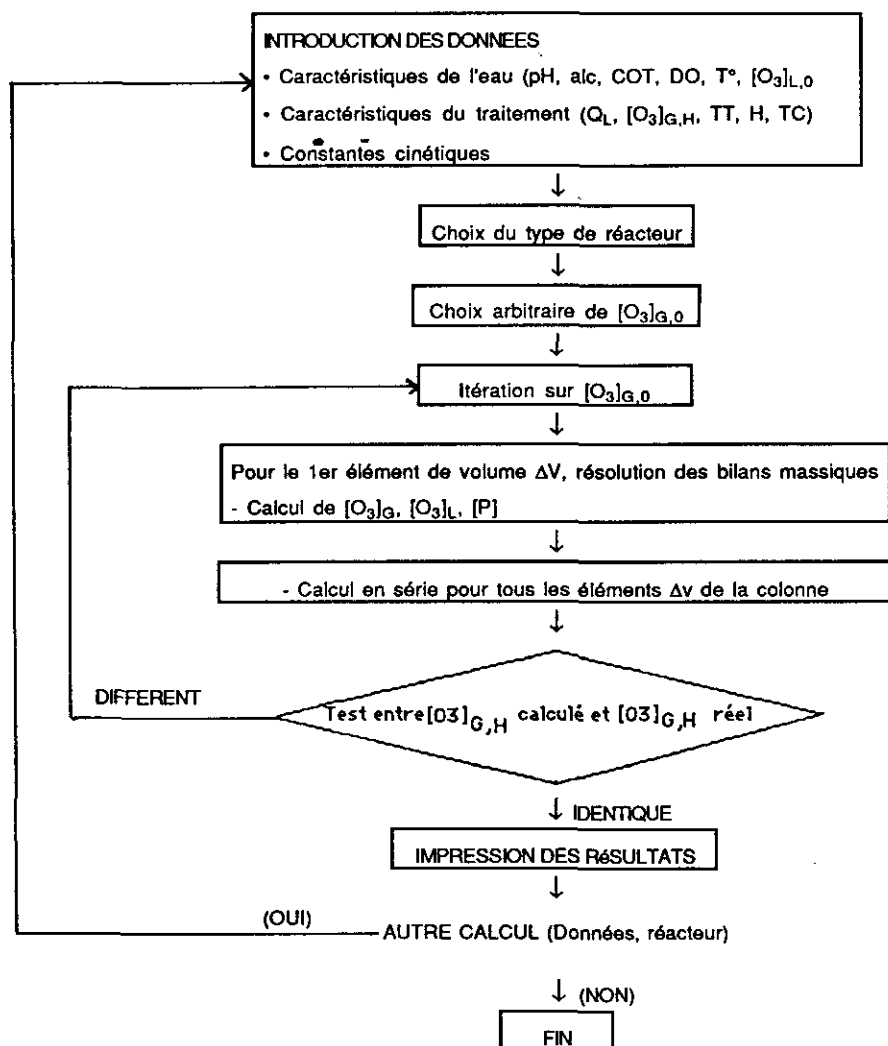 INTRODUCTION DES DONNEES
• Caractéristiques de l'eau (pH, alc, COT, DO, T°, [O₃]L,0
• Caractéristiques du traitement (QL, [O₃]G,H, TT, H, TC)
• Constantes cinétiques
↓
Choix du type de réacteur
↓
Choix arbitraire de [O₃]G,0
↓
Itération sur [O₃]G,0
↓
Pour le 1er élément de volume ΔV, résolution des bilans massiques
- Calcul de [O₃]G, [O₃]L, [P]
↓
- Calcul en série pour tous les éléments Δv de la colonne
↓
DIFFERENT
Test entre [O3]G,H calculé et [O3]G,H réel
↓ IDENTIQUE
IMPRESSION DES RéSULTATS
↓
(OUI)
AUTRE CALCUL (Données, réacteur)
↓ (NON)
FIN